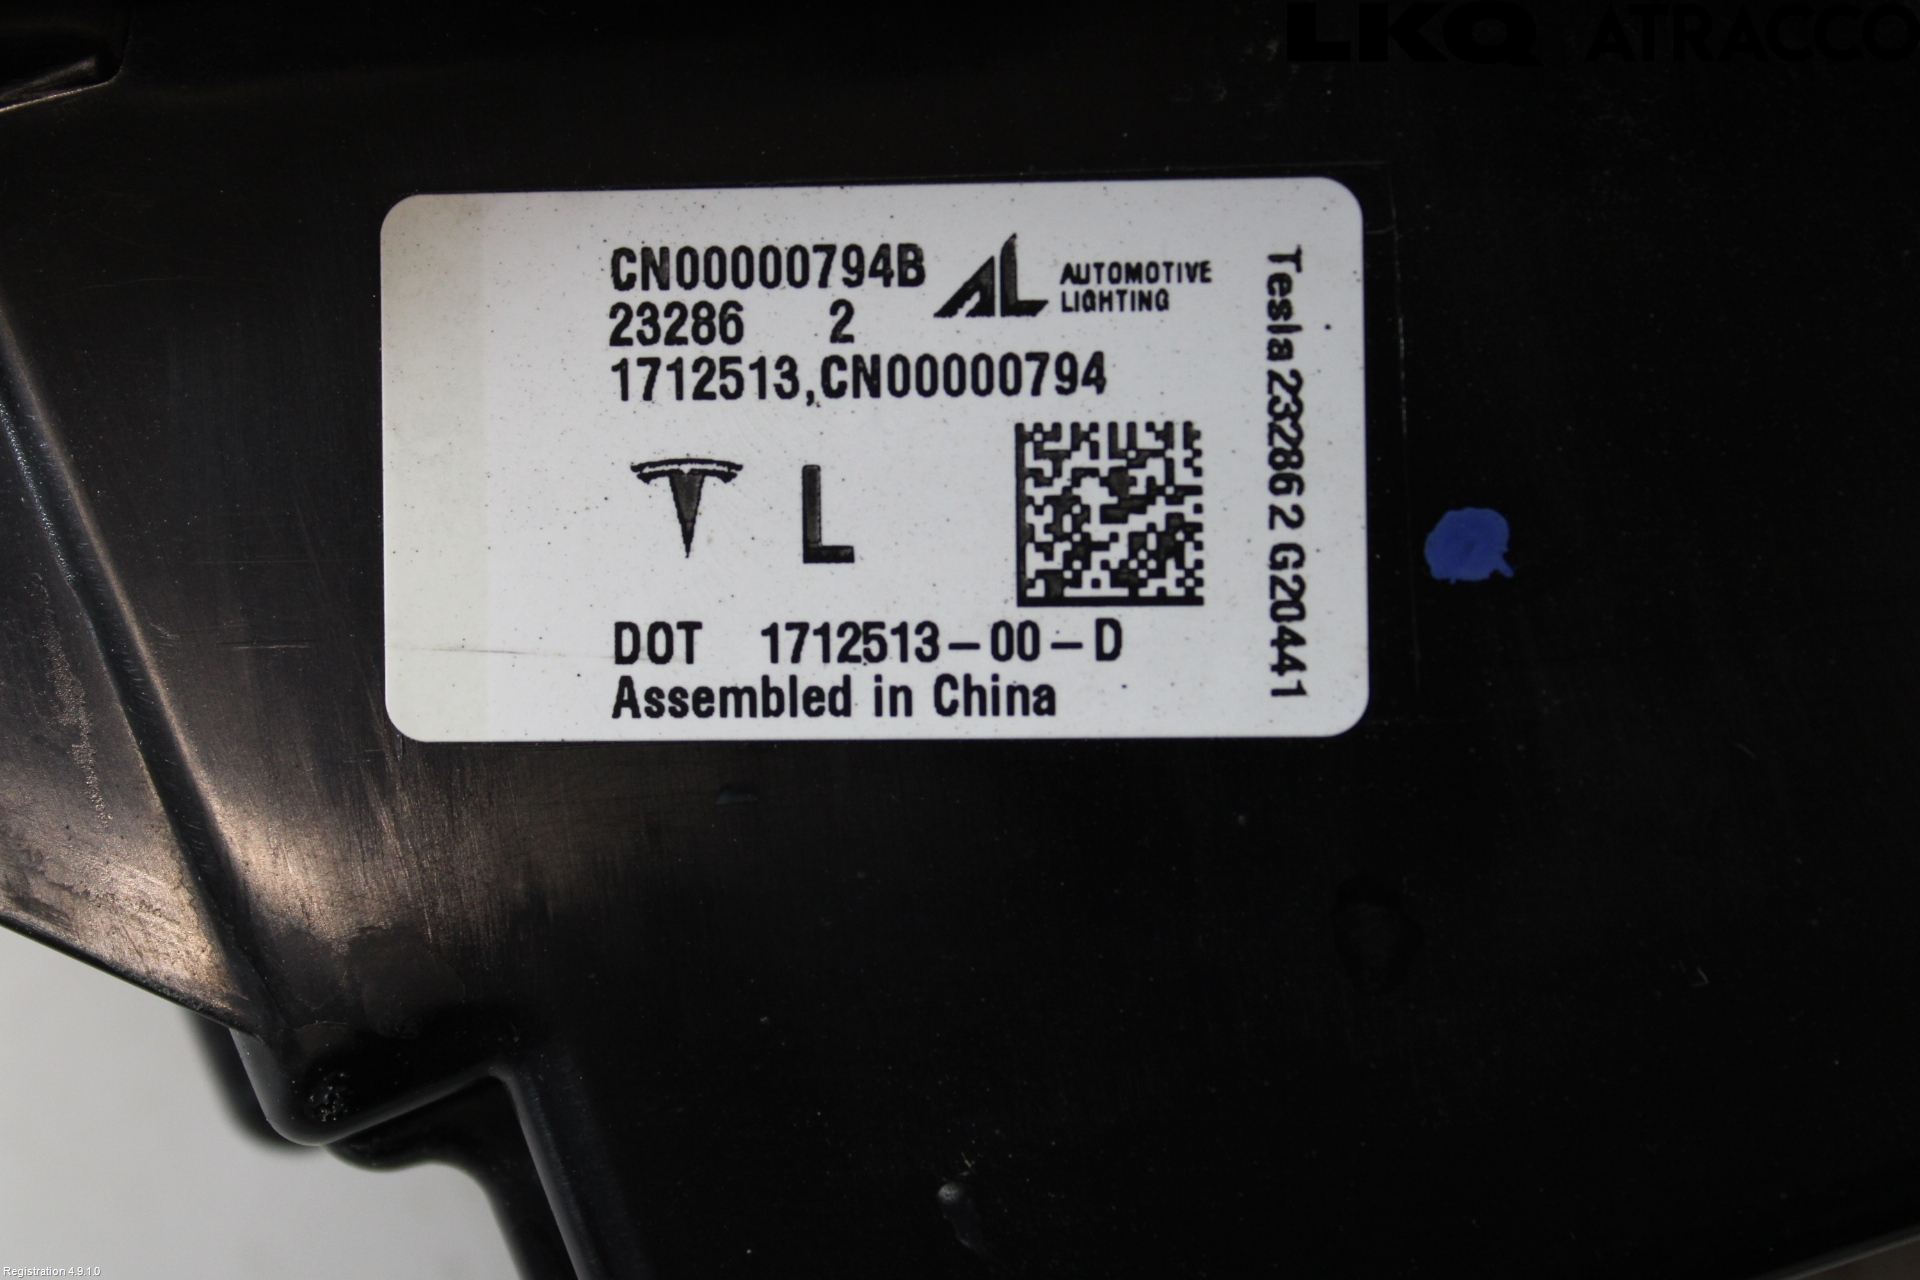 LKQ ATRACCO
CN00000794B
AL AUTOMOTIVE
LIGHTING
23286 2
1712513,CN00000794
L
DOT 1712513-00-D
Assembled in China
Tesla 23286 2 G20441
Registration 4.9.1.0